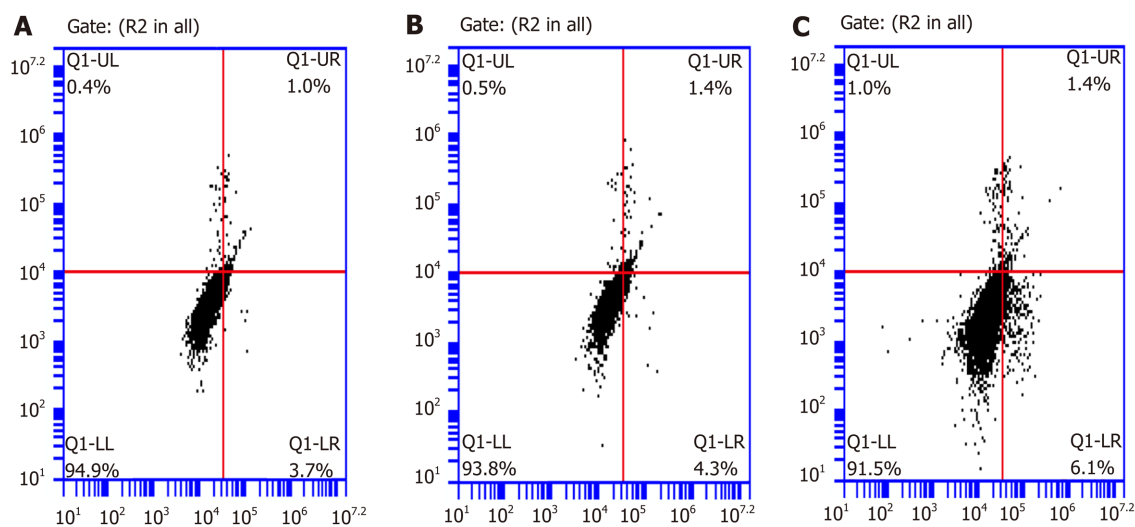 A Gate: (R2 in all)
Q1-UL Q1-UR
0.4% 1.0%
10^7.2
10^6
10^5
10^4
10^3
10^2
10^1
Q1-LL Q1-LR
94.9% 3.7%
10^1 10^2 10^3 10^4 10^5 10^7.2
B Gate: (R2 in all)
Q1-UL Q1-UR
0.5% 1.4%
10^7.2
10^6
10^5
10^4
10^3
10^2
10^1
Q1-LL Q1-LR
93.8% 4.3%
10^1 10^2 10^3 10^4 10^5 10^7.2
C Gate: (R2 in all)
Q1-UL Q1-UR
1.0% 1.4%
10^7.2
10^6
10^5
10^4
10^3
10^2
10^1
Q1-LL Q1-LR
91.5% 6.1%
10^1 10^2 10^3 10^4 10^5 10^7.2